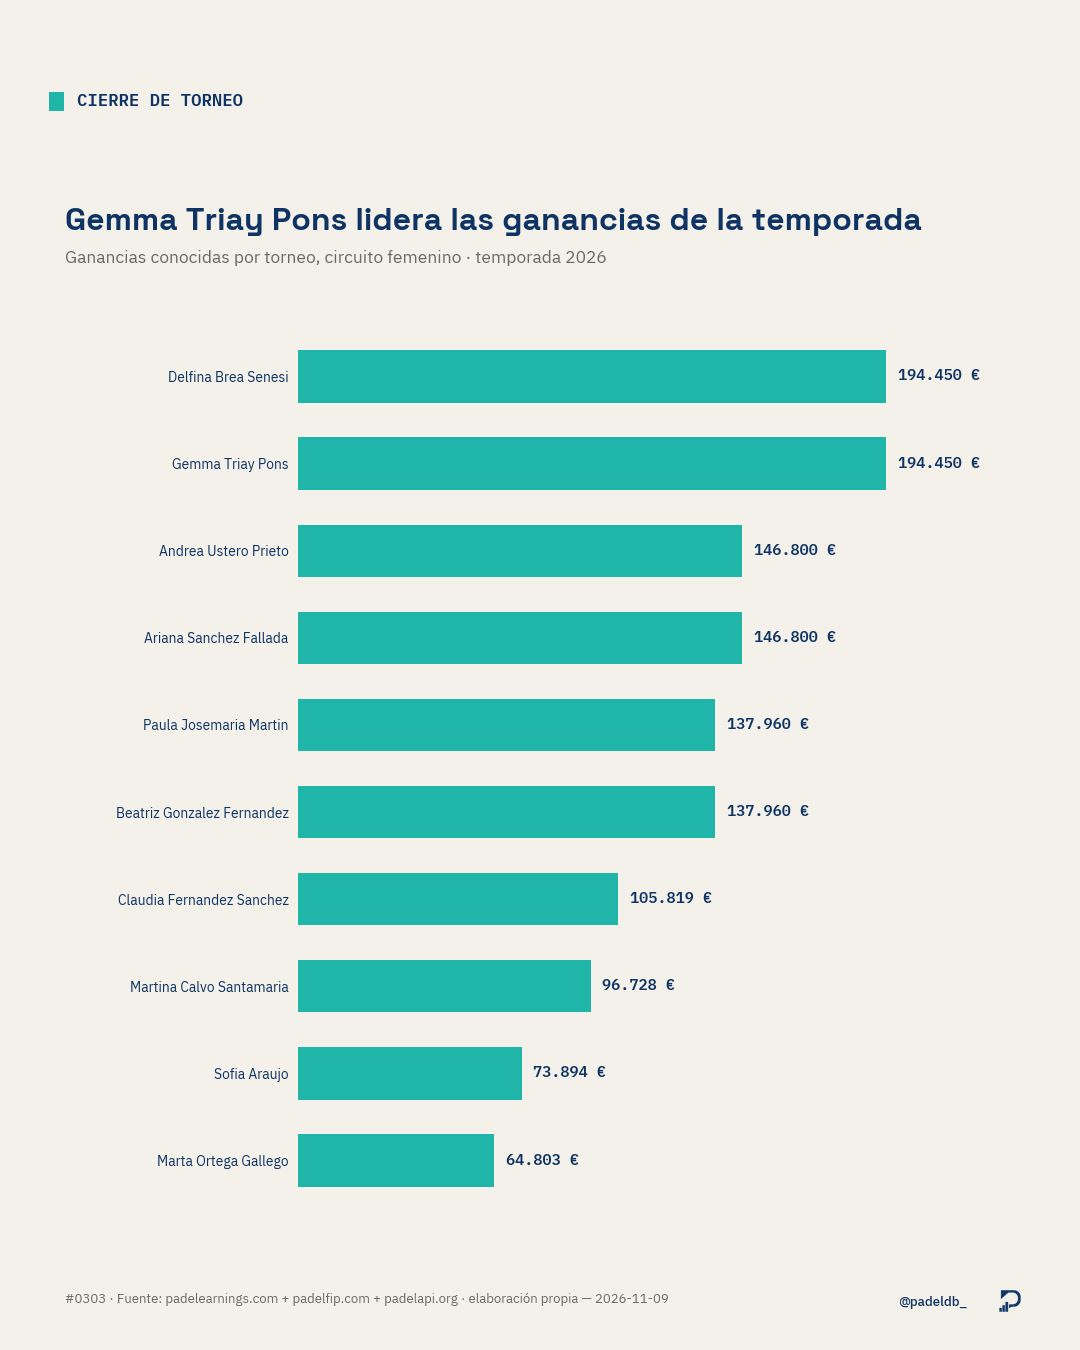 CIERRE DE TORNEO
Gemma Triay Pons lidera las ganancias de la temporada
Ganancias conocidas por torneo, circuito femenino · temporada 2026
Delfina Brea Senesi 194.450 €
Gemma Triay Pons 194.450 €
Andrea Ustero Prieto 146.800 €
Ariana Sanchez Fallada 146.800 €
Paula Josemaria Martin 137.960 €
Beatriz Gonzalez Fernandez 137.960 €
Claudia Fernandez Sanchez 105.819 €
Martina Calvo Santamaria 96.728 €
Sofia Araujo 73.894 €
Marta Ortega Gallego 64.803 €
#0303 · Fuente: padelearnings.com + padelfip.com + padelapi.org · elaboración propia — 2026-11-09
@padeldb_